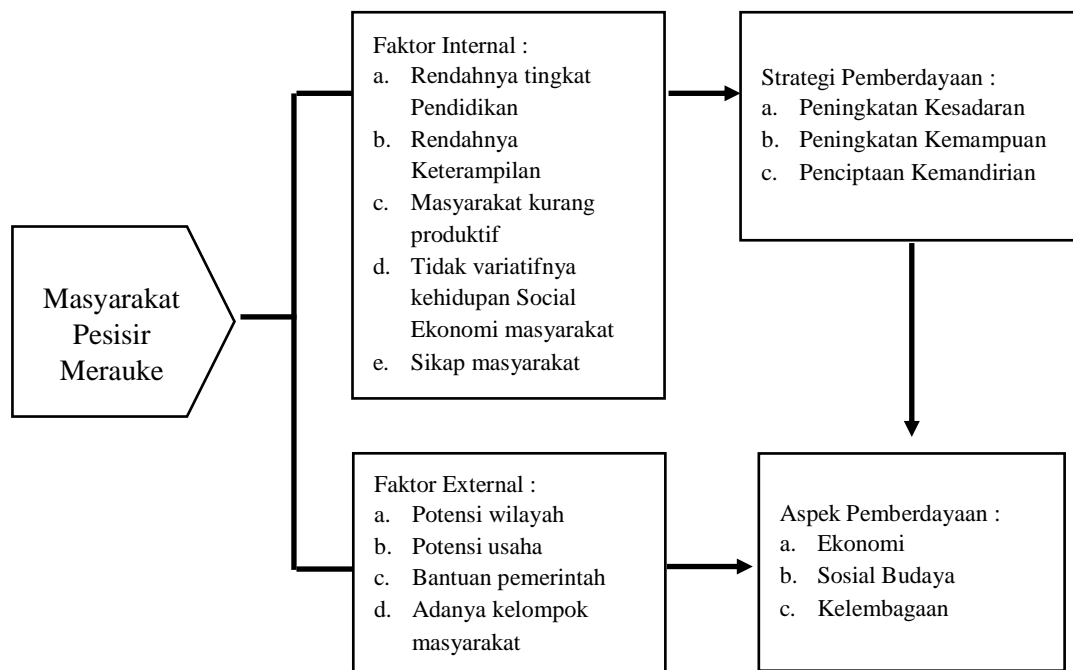 Masyarakat
Pesisir
Merauke
Faktor Internal :
a. Rendahnya tingkat
Pendidikan
b. Rendahnya
Keterampilan
c. Masyarakat kurang
produktif
d. Tidak variatifnya
kehidupan Social
Ekonomi masyarakat
e. Sikap masyarakat
Strategi Pemberdayaan :
a. Peningkatan Kesadaran
b. Peningkatan Kemampuan
c. Penciptaan Kemandirian
Faktor External :
a. Potensi wilayah
b. Potensi usaha
c. Bantuan pemerintah
d. Adanya kelompok
masyarakat
Aspek Pemberdayaan :
a. Ekonomi
b. Sosial Budaya
c. Kelembagaan